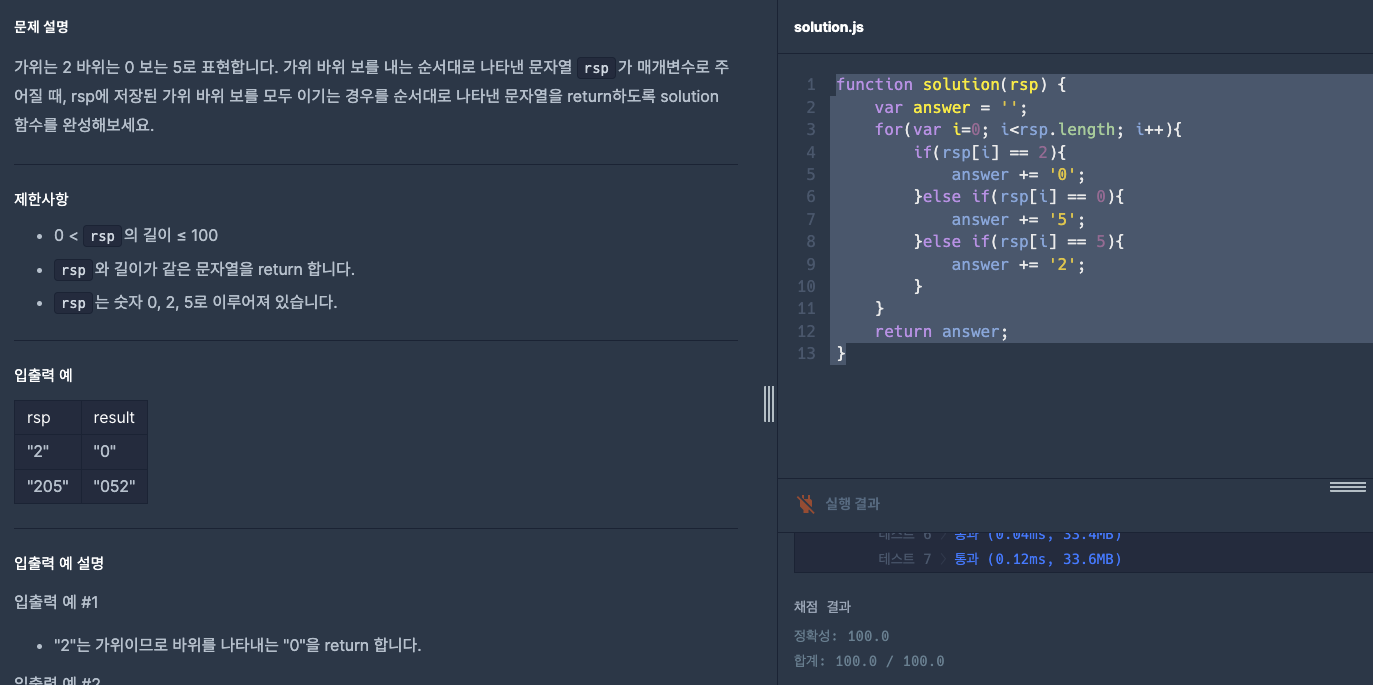 문제 설명
가위는 2 바위는 0 보는 5로 표현합니다. 가위 바위 보를 내는 순서대로 나타낸 문자열 rsp 가 매개변수로 주
어질 때, rsp에 저장된 가위 바위 보를 모두 이기는 경우를 순서대로 나타낸 문자열을 return하도록 solution
함수를 완성해보세요.
제한사항
• 0 < rsp 의 길이 ≤ 100
• rsp 와 길이가 같은 문자열을 return 합니다.
• rsp 는 숫자 0, 2, 5로 이루어져 있습니다.
입출력 예
rsp result
"2" "0"
"205" "052"
입출력 예 설명
입출력 예 #1
• "2"는 가위이므로 바위를 나타내는 "0"을 return 합니다.
입출력 예 #2
solution.js
1 function solution(rsp) {
2     var answer = '';
3     for(var i=0; i<rsp.length; i++){
4         if(rsp[i] == 2){
5             answer += '0';
6         }else if(rsp[i] == 0){
7             answer += '5';
8         }else if(rsp[i] == 5){
9             answer += '2';
10         }
11     }
12     return answer;
13 }
실행 결과
테스트 6 〉 통과 (0.04ms, 33.4MB)
테스트 7 〉 통과 (0.12ms, 33.6MB)
채점 결과
정확성: 100.0
합계: 100.0 / 100.0